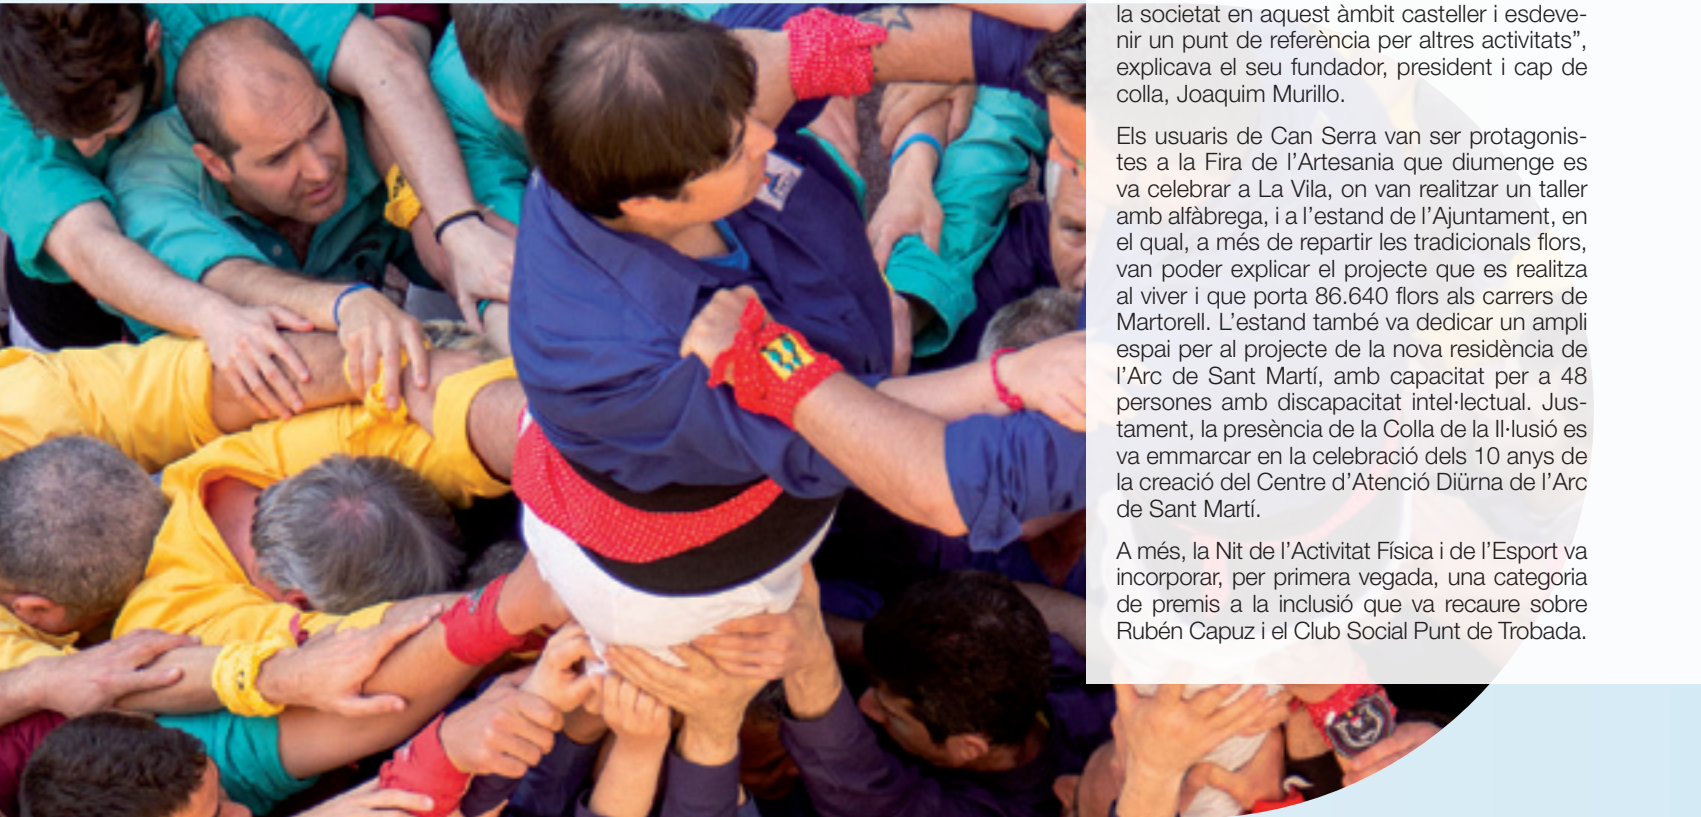 la societat en aquest àmbit casteller i esdeve-
nir un punt de referència per altres activitats”,
explicava el seu fundador, president i cap de
colla, Joaquim Murillo.
Els usuaris de Can Serra van ser protagonis-
tes a la Fira de l’Artesania que diumenge es
va celebrar a La Vila, on van realitzar un taller
amb alfàbrega, i a l’estand de l’Ajuntament, en
el qual, a més de repartir les tradicionals flors,
van poder explicar el projecte que es realitza
al viver i que porta 86.640 flors als carrers de
Martorell. L’estand també va dedicar un ampli
espai per al projecte de la nova residència de
l’Arc de Sant Martí, amb capacitat per a 48
persones amb discapacitat intel·lectual. Jus-
tament, la presència de la Colla de la Il·lusió es
va emmarcar en la celebració dels 10 anys de
la creació del Centre d’Atenció Diürna de l’Arc
de Sant Martí.
A més, la Nit de l’Activitat Física i de l’Esport va
incorporar, per primera vegada, una categoria
de premis a la inclusió que va recaure sobre
Rubén Capuz i el Club Social Punt de Trobada.